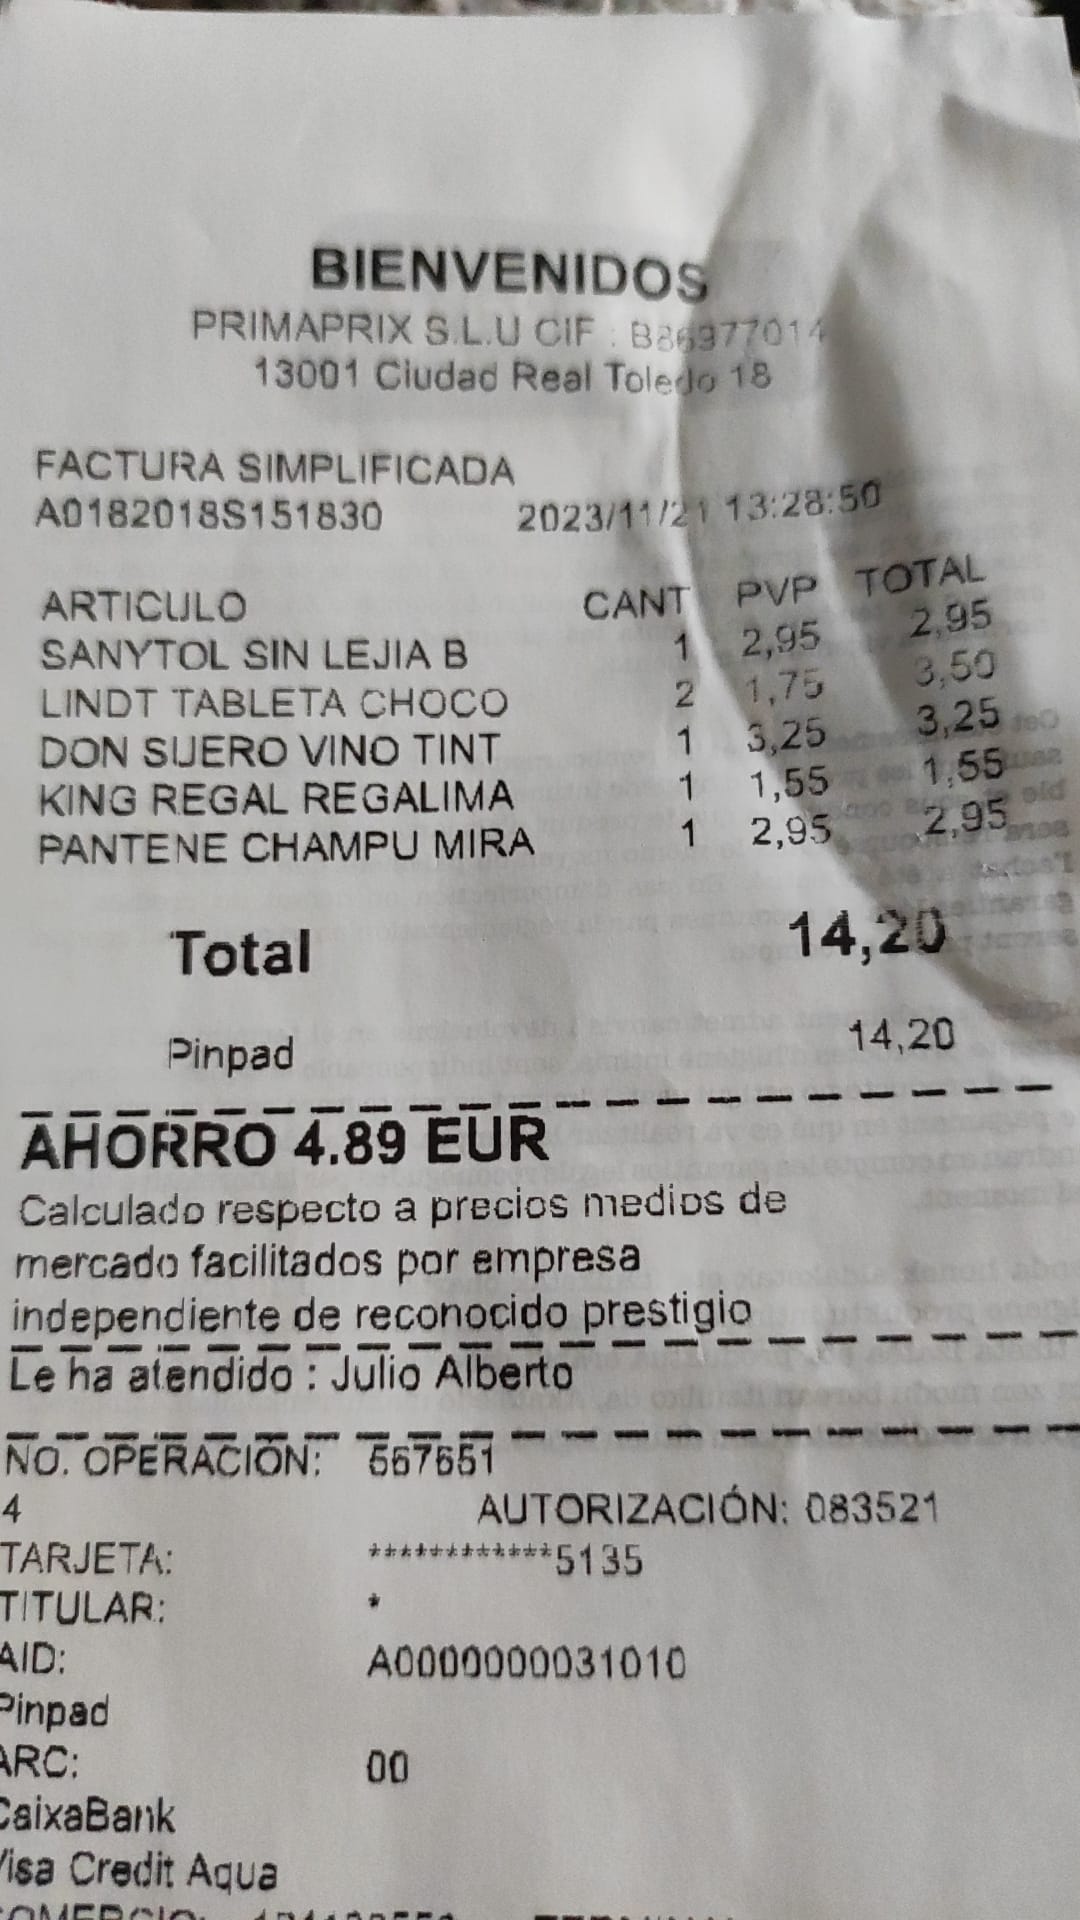 BIENVENIDOS
PRIMAPRIX S.L.U CIF : B86977014
13001 Ciudad Real Toledo 18
FACTURA SIMPLIFICADA
A0182018S151830 2023/11/21 13:28:50
ARTICULO CANT PVP TOTAL
SANYTOL SIN LEJIA B 1 2,95 2,95
LINDT TABLETA CHOCO 2 1,75 3,50
DON SUERO VINO TINT 1 3,25 3,25
KING REGAL REGALIMA 1 1,55 1,55
PANTENE CHAMPU MIRA 1 2,95 2,95
Total 14,20
Pinpad 14,20
AHORRO 4.89 EUR
Calculado respecto a precios medios de
mercado facilitados por empresa
independiente de reconocido prestigio
Le ha atendido : Julio Alberto
NO. OPERACIÓN: 567651
4 AUTORIZACIÓN: 083521
TARJETA: ************5135
TITULAR: *
AID: A0000000031010
Pinpad
ARC: 00
CaixaBank
Visa Credit Aqua